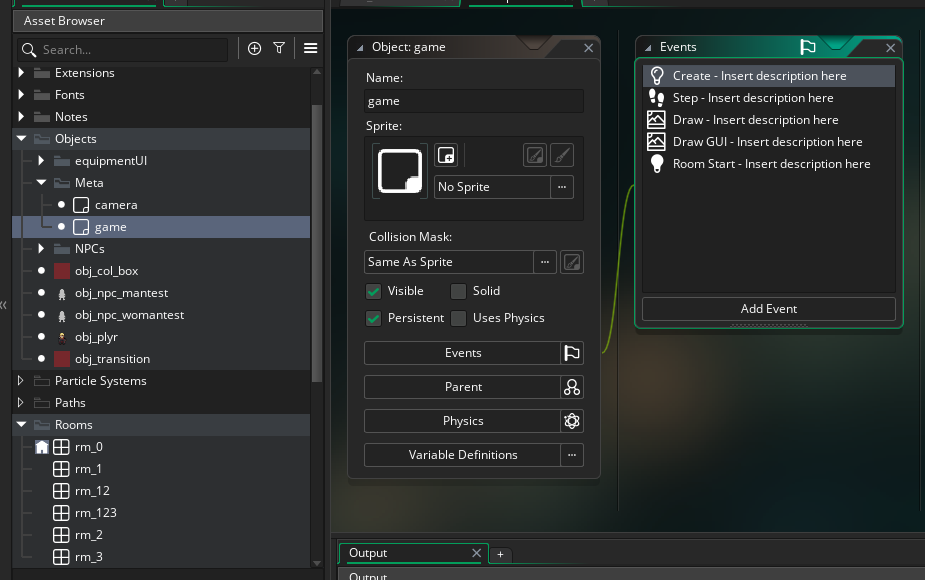 Asset Browser
Search...
Extensions
Fonts
Notes
Objects
equipmentUI
Meta
camera
game
NPCs
obj_col_box
obj_npc_mantest
obj_npc_womantest
obj_plyr
obj_transition
Particle Systems
Paths
Rooms
rm_0
rm_1
rm_12
rm_123
rm_2
rm_3
Object: game
Name:
game
Sprite:
No Sprite
...
Collision Mask:
Same As Sprite
...
Visible
Solid
Persistent
Uses Physics
Events
Parent
Physics
Variable Definitions
...
Events
Create - Insert description here
Step - Insert description here
Draw - Insert description here
Draw GUI - Insert description here
Room Start - Insert description here
Add Event
Output
Output